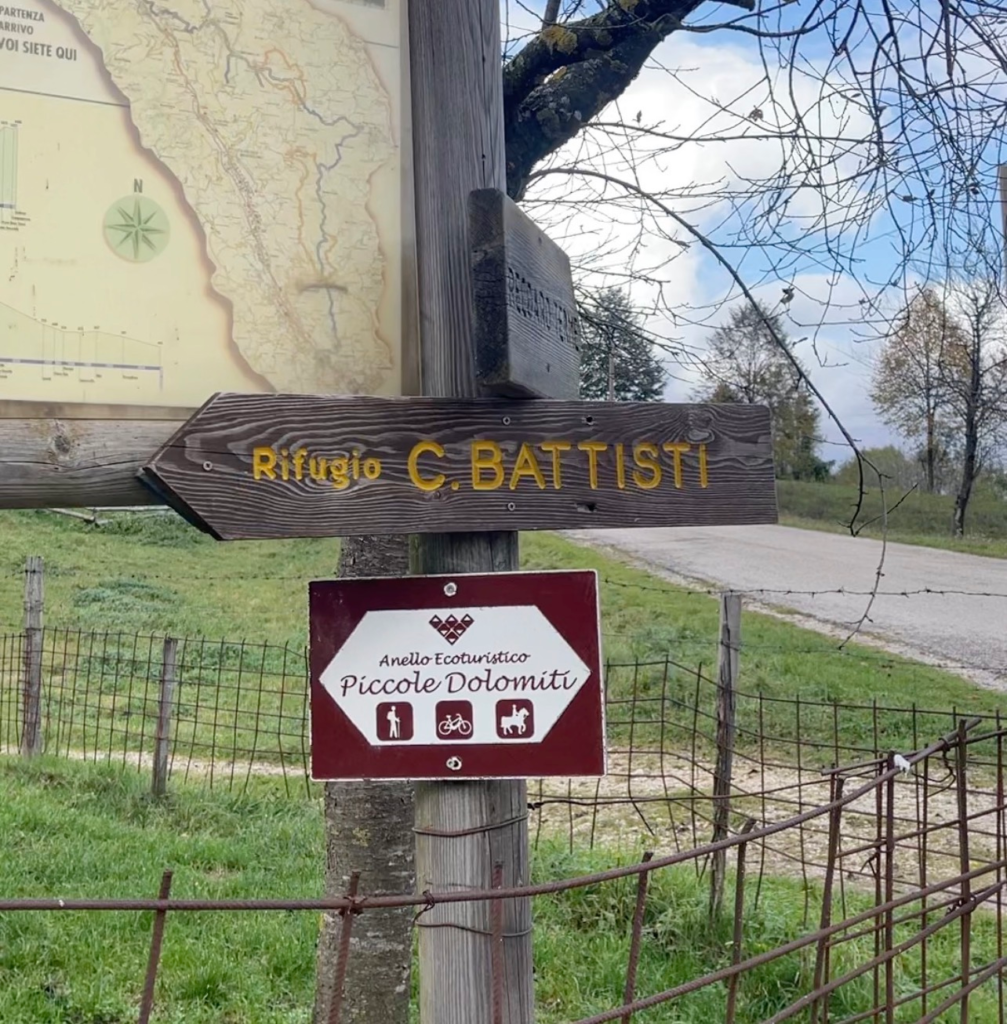 PARTENZA
ARRIVO
VOI SIETE QUI
N
Rifugio C. BATTISTI
Anello Ecoturistico
Piccole Dolomiti